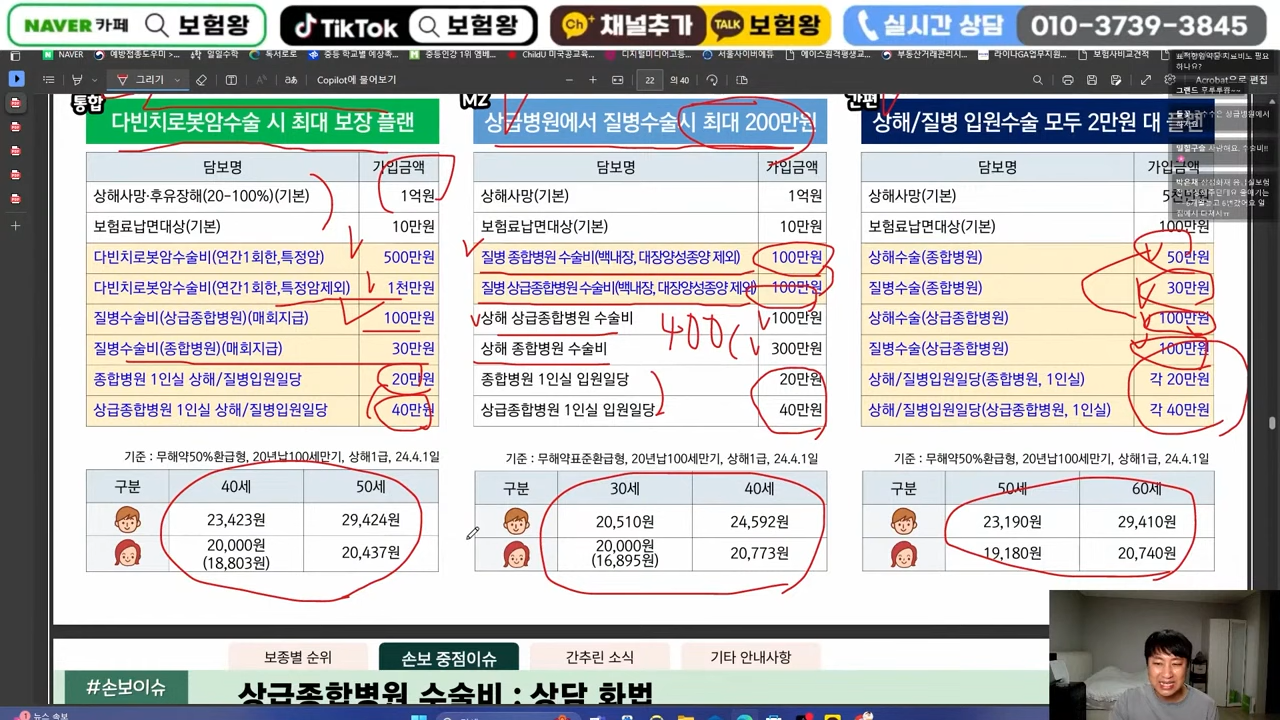 NAVER 카페 보험왕
TikTok 보험왕
Ch+ 채널추가 TALK 보험왕
실시간 상담 010-3739-3845
그리기
Copilot에 물어보기
22 의 40
Acrobat으로 편집
통합
다빈치로봇암수술 시 최대 보장 플랜
담보명 가입금액
상해사망·후유장해(20-100%)(기본) 1억원
보험료납면대상(기본) 10만원
다빈치로봇암수술비(연간1회한,특정암) 500만원
다빈치로봇암수술비(연간1회한,특정암제외) 1천만원
질병수술비(상급종합병원)(매회지급) 100만원
질병수술비(종합병원)(매회지급) 30만원
종합병원 1인실 상해/질병입원일당 20만원
상급종합병원 1인실 상해/질병입원일당 40만원
기준 : 무해약50%환급형, 20년납100세만기, 상해1급, 24.4.1일
구분 40세 50세
23,423원 29,424원
20,000원
(18,803원) 20,437원
MZ
상급병원에서 질병수술시 최대 200만원
담보명 가입금액
상해사망(기본) 1억원
보험료납면대상(기본) 10만원
질병 종합병원 수술비(백내장, 대장양성종양 제외) 100만원
질병 상급종합병원 수술비(백내장, 대장양성종양 제외) 100만원
상해 상급종합병원 수술비 100만원
상해 종합병원 수술비 300만원
400
종합병원 1인실 입원일당 20만원
상급종합병원 1인실 입원일당 40만원
기준 : 무해약표준환급형, 20년납100세만기, 상해1급, 24.4.1일
구분 30세 40세
20,510원 24,592원
20,000원
(16,895원) 20,773원
간편
상해/질병 입원수술 모두 2만원 대 플랜
담보명 가입금액
상해사망(기본)
보험료납면대상(기본) 100만원
상해수술(종합병원) 50만원
질병수술(종합병원) 30만원
상해수술(상급종합병원) 100만원
질병수술(상급종합병원) 100만원
상해/질병입원일당(종합병원, 1인실) 각 20만원
상해/질병입원일당(상급종합병원, 1인실) 각 40만원
기준 : 무해약50%환급형, 20년납100세만기, 상해1급, 24.4.1일
구분 50세 60세
23,190원 29,410원
19,180원 20,740원
보종별 순위
손보 중점이슈
간추린 소식
기타 안내사항
#손보이슈
상급종합병원 수술비 : 상담 화법
뉴스 속보